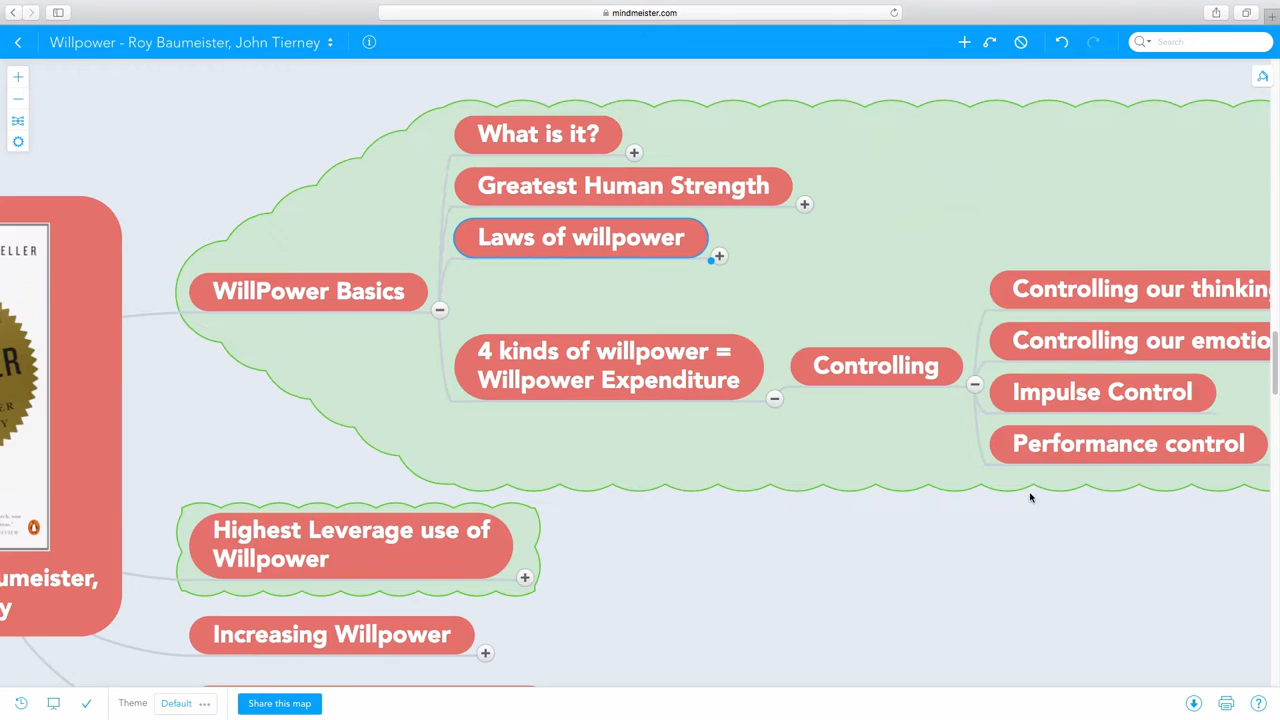 mindmeister.com
Willpower - Roy Baumeister, John Tierney
Search
What is it?
Greatest Human Strength
Laws of willpower
WillPower Basics
4 kinds of willpower =
Willpower Expenditure
Controlling
Controlling our thinking
Controlling our emotio
Impulse Control
Performance control
ELLER
ER
Highest Leverage use of
Willpower
umeister,
y
Increasing Willpower
Theme
Default
Share this map